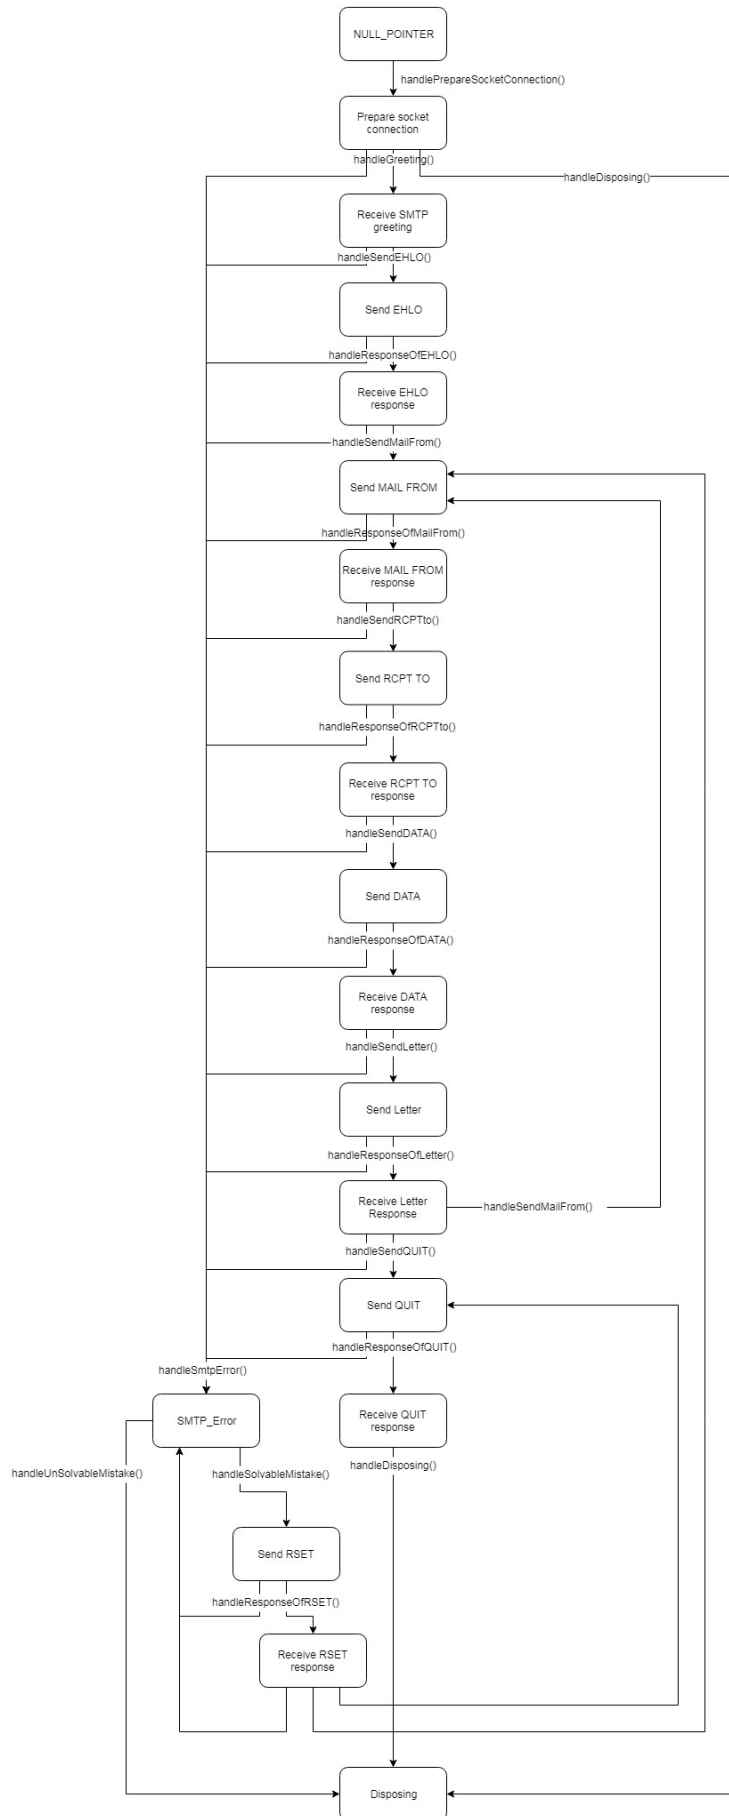 NULL_POINTER
handlePrepareSocketConnection()
Prepare socket
connection
handleGreeting()
handleDisposing()
Receive SMTP
greeting
handleSendEHLO()
Send EHLO
handleResponseOfEHLO()
Receive EHLO
response
handleSendMailFrom()
Send MAIL FROM
handleResponseOfMailFrom()
Receive MAIL FROM
response
handleSendRCPTto()
Send RCPT TO
handleResponseOfRCPTto()
Receive RCPT TO
response
handleSendDATA()
Send DATA
handleResponseOfDATA()
Receive DATA
response
handleSendLetter()
Send Letter
handleResponseOfLetter()
Receive Letter
Response
handleSendMailFrom()
handleSendQUIT()
Send QUIT
handleResponseOfQUIT()
handleSmtpError()
SMTP_Error
Receive QUIT
response
handleUnSolvableMistake()
handleSolvableMistake()
handleDisposing()
Send RSET
handleResponseOfRSET()
Receive RSET
response
Disposing